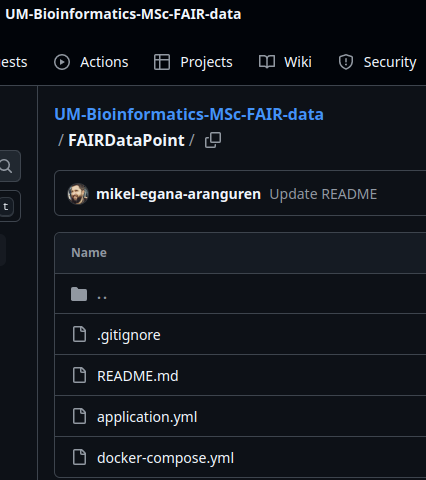 UM-Bioinformatics-MSc-FAIR-data
ests Actions Projects Wiki Security
UM-Bioinformatics-MSc-FAIR-data
/ FAIRDataPoint /
t
mikel-egana-aranguren Update README
Name
..
.gitignore
README.md
application.yml
docker-compose.yml